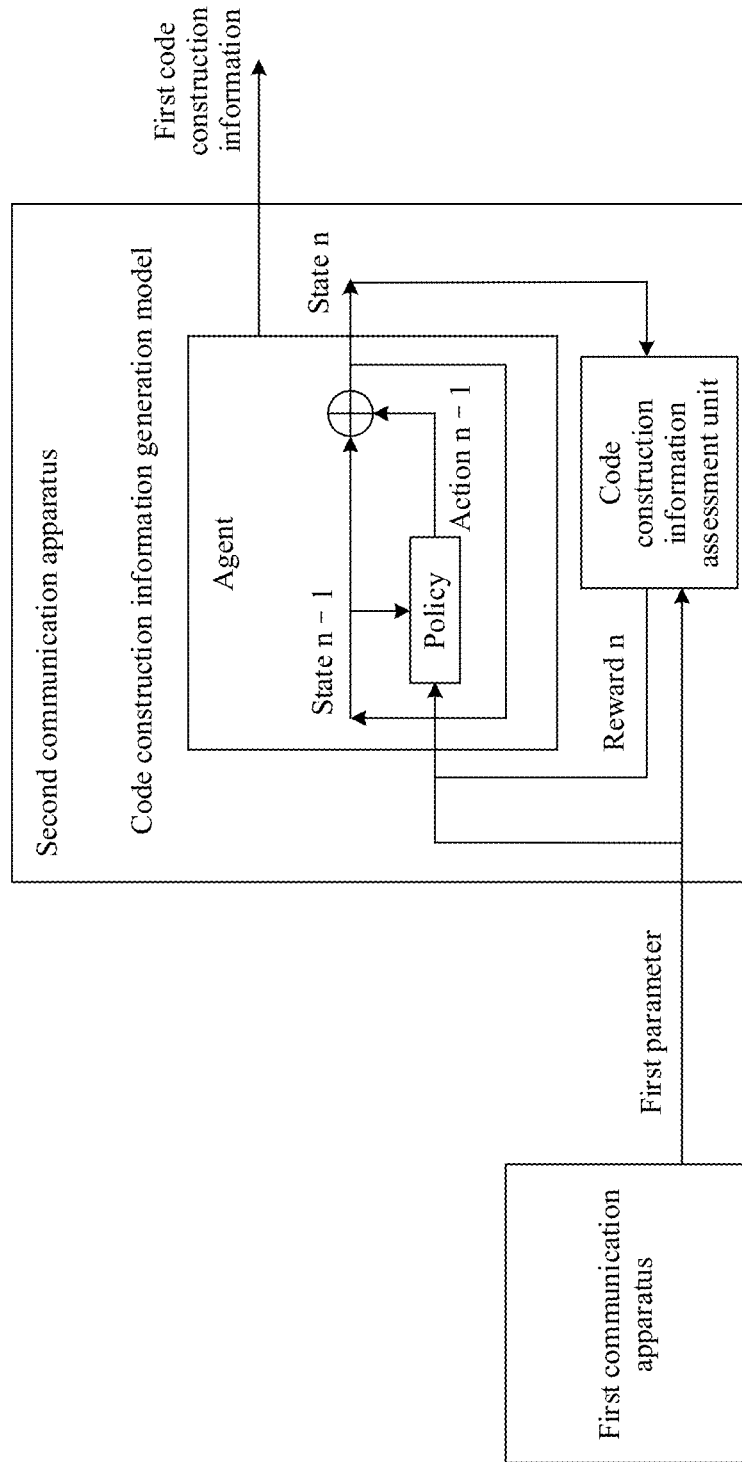 Second communication apparatus
Code construction information generation model
Agent
State n − 1
Policy
Action n − 1
State n
First code
construction
information
Reward n
Code
construction
information
assessment unit
First parameter
First communication
apparatus